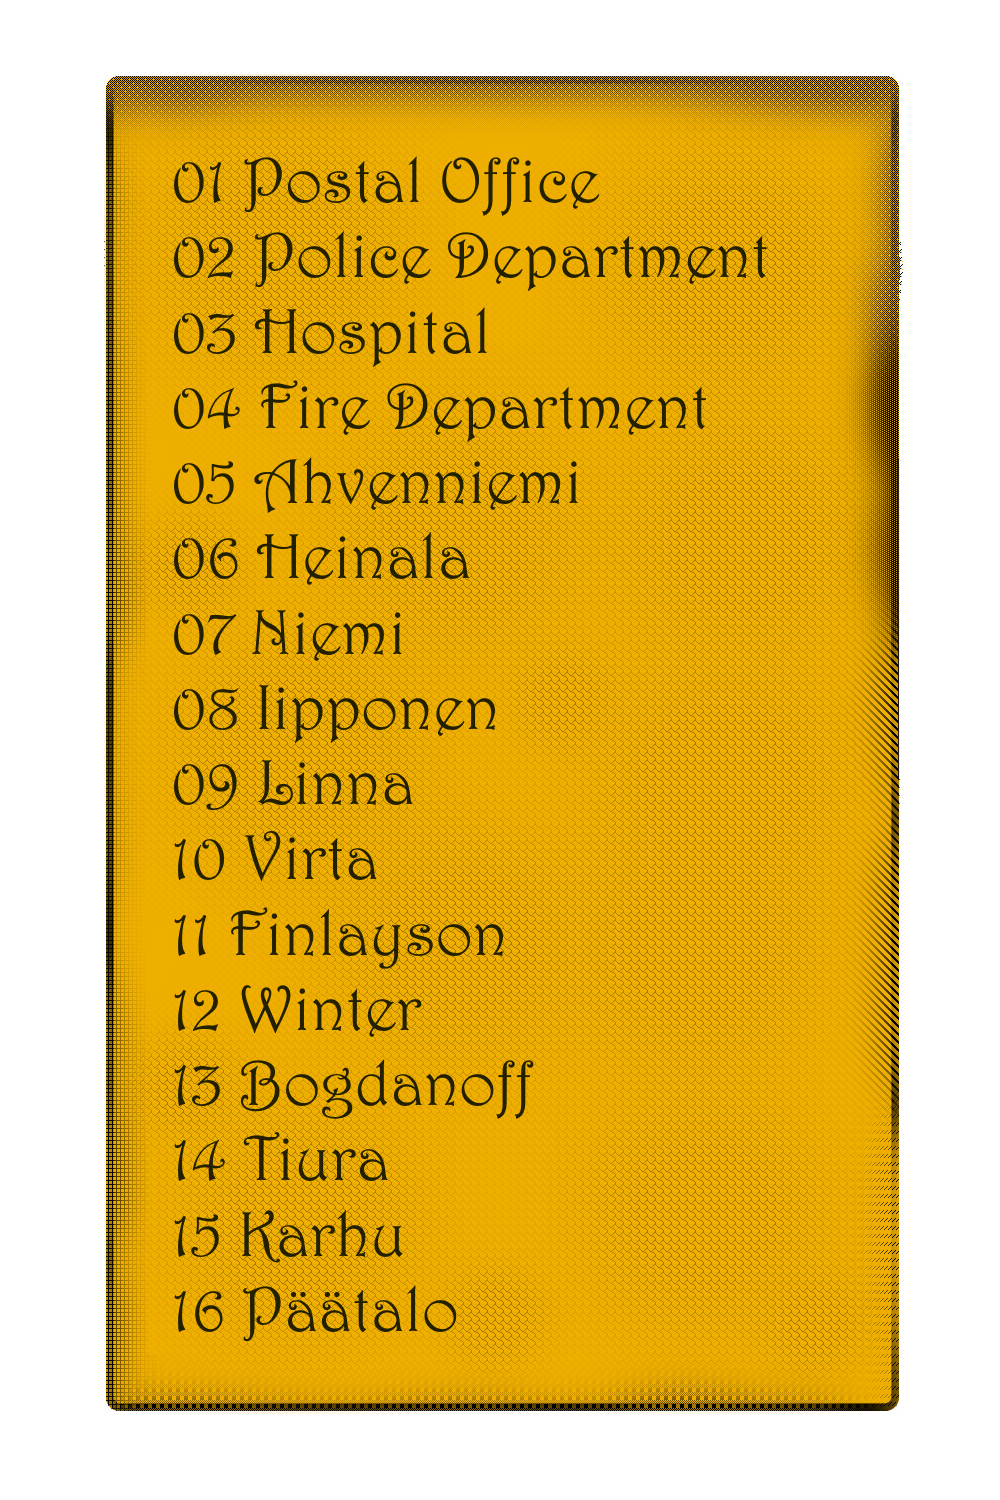 01 Postal Office
02 Police Department
03 Hospital
04 Fire Department
05 Ahvenniemi
06 Heinala
07 Niemi
08 Iipponen
09 Linna
10 Virta
11 Finlayson
12 Winter
13 Bogdanoff
14 Tiura
15 Karhu
16 Päätalo